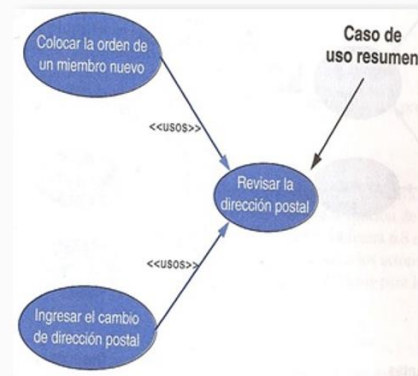 Colocar la orden de
un miembro nuevo
Caso de
uso resumen
<<usos>>
Revisar la
dirección postal
<<usos>>
Ingresar el cambio
de dirección postal